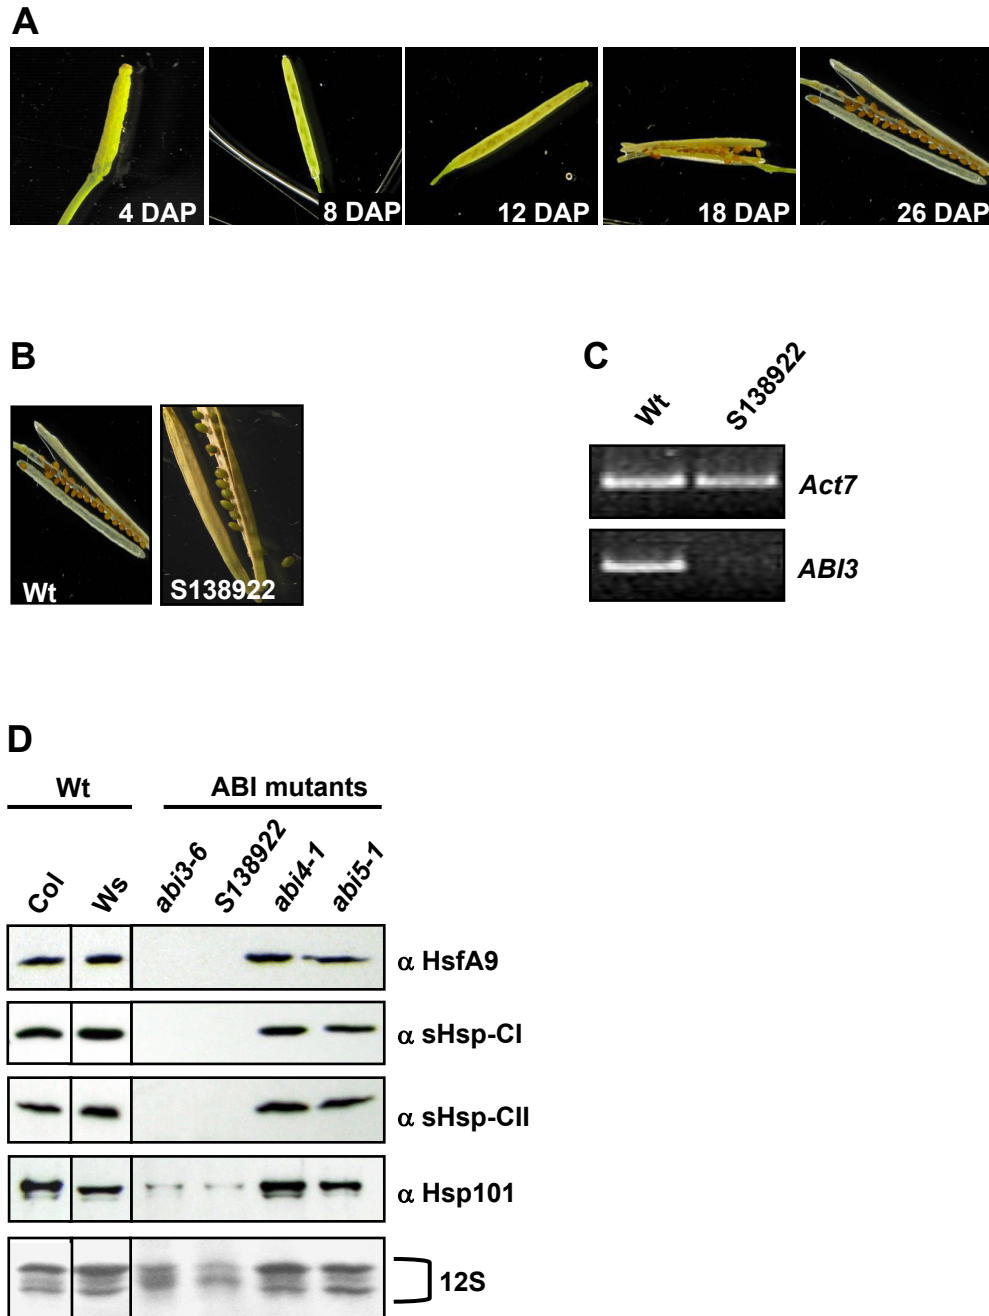 A
4 DAP
8 DAP
12 DAP
18 DAP
26 DAP
B
Wt
S138922
C
Wt
S138922
Act7
ABI3
D
Wt
ABI mutants
Col
Ws
abi3-6
S138922
abi4-1
abi5-1
α HsfA9
α sHsp-CI
α sHsp-CII
α Hsp101
12S